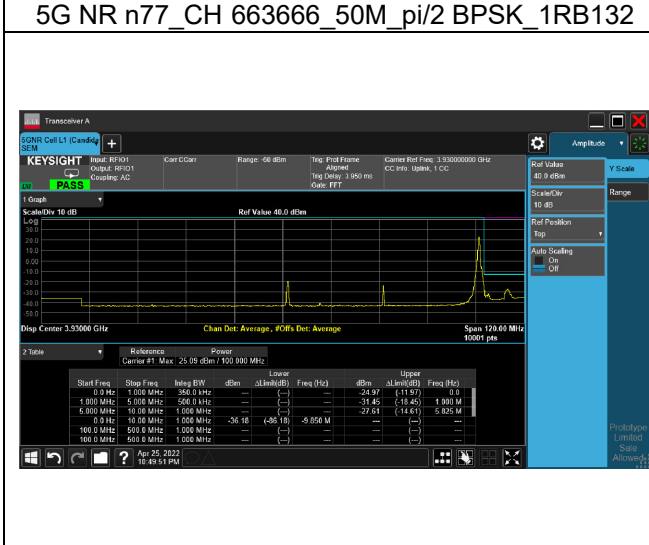 5G NR n77_CH 663666_50M_pi/2 BPSK_1RB132
Transceiver A
5GNR Cell L1
SEM
Amplitude
KEYSIGHT Input: RFIO1 Corr CCorr Range: -60 dBm Trig: Prot Frame Carrier Ref Freq: 3.930000000 GHz
Output: RFIO1 Aligned CC Info: Uplink, 1 CC
Coupling: AC Trig Delay: 3.950 ms
PASS Gate: FFT
Ref Value
40.0 dBm
Y Scale
Scale/Div
10 dB
Range
Ref Position
Top
Auto Scaling
On
Off
1 Graph
Scale/Div 10 dB Ref Value 40.0 dBm
Log
30.0
20.0
10.0
0.00
-10.0
-20.0
-30.0
-40.0
-50.0
Disp Center 3.93000 GHz Chan Det: Average, #Offs Det: Average Span 120.00 MHz
10001 pts
2 Table Reference Power
Carrier #1 Max 25.09 dBm / 100.000 MHz
Lower Upper
Start Freq Stop Freq Integ BW dBm ΔLimit(dB) Freq (Hz) dBm ΔLimit(dB) Freq (Hz)
0.0 Hz 1.000 MHz 350.0 kHz --- (---) --- -24.97 (-11.97) 0.0
1.000 MHz 5.000 MHz 500.0 kHz --- (---) --- -31.45 (-18.45) 1.000 M
5.000 MHz 10.00 MHz 1.000 MHz --- (---) --- -27.61 (-14.61) 5.825 M
0.0 Hz 10.00 MHz 1.000 MHz -36.18 (-86.18) -9.850 M --- (---) ---
100.0 MHz 500.0 MHz 1.000 MHz --- (---) --- --- (---) ---
100.0 MHz 500.0 MHz 1.000 MHz --- (---) --- --- (---) ---
Prototype
Limited
Sale
Allowed
Apr 25, 2022
10:49:51 PM